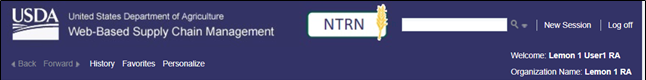 USDA United States Department of Agriculture
Web-Based Supply Chain Management
NTRN
New Session Log off
Back Forward History Favorites Personalize
Welcome: Lemon 1 User1 RA
Organization Name: Lemon 1 RA